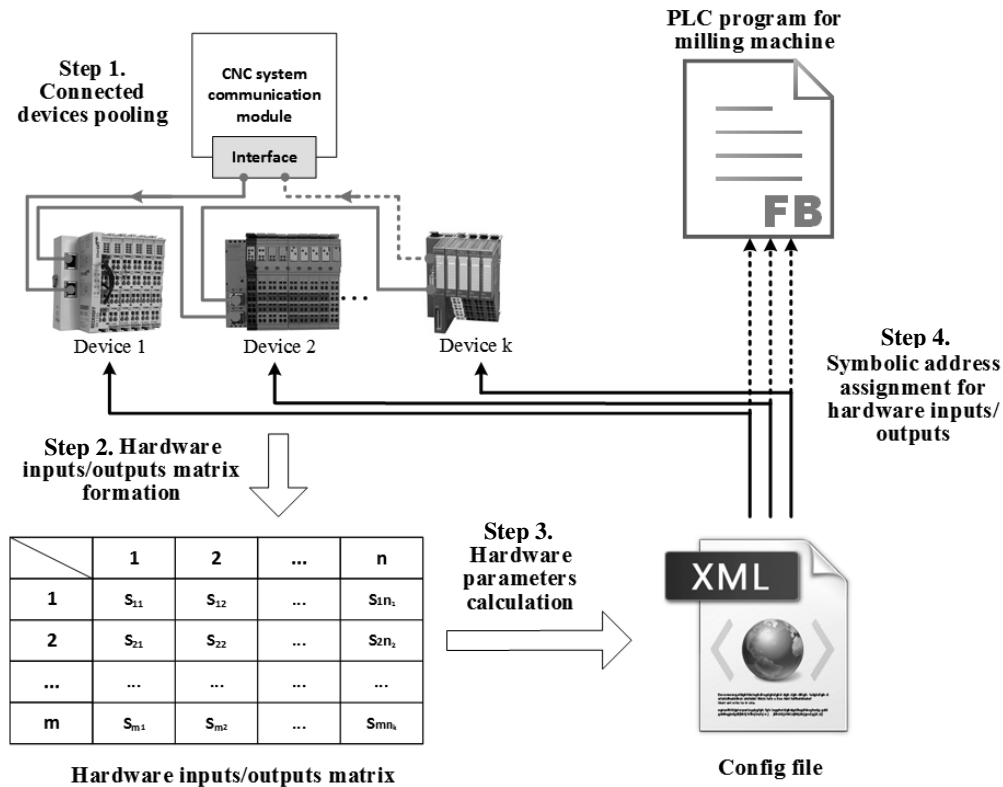 PLC program for
milling machine
Step 1.
Connected
devices pooling
CNC system
communication
module
Interface
FB
Device 1
Device 2
....
Device k
Step 4.
Symbolic address
assignment for
hardware inputs/
outputs
Step 2. Hardware
inputs/outputs matrix
formation
Step 3.
Hardware
parameters
calculation
1 2 ... n
1 S11 S12 ... S1n1
2 S21 S22 ... S2n2
... ... ... ... ...
m Sm1 Sm2 ... Smnk
XML
Hardware inputs/outputs matrix
Config file